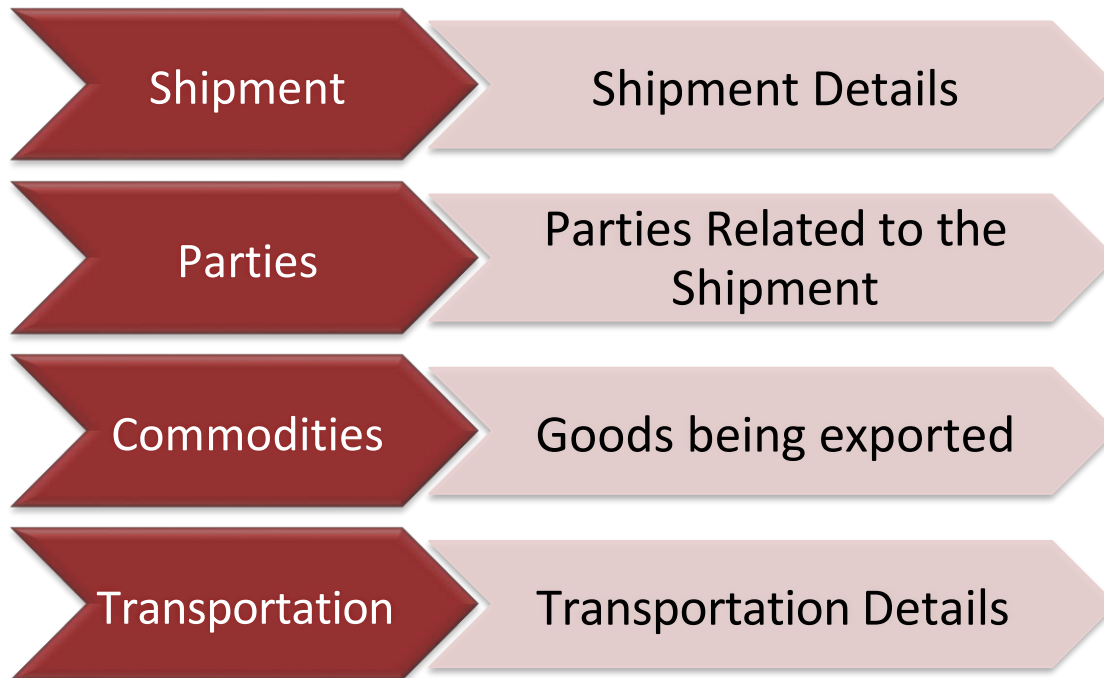 Shipment
Shipment Details
Parties
Parties Related to the
Shipment
Commodities
Goods being exported
Transportation
Transportation Details